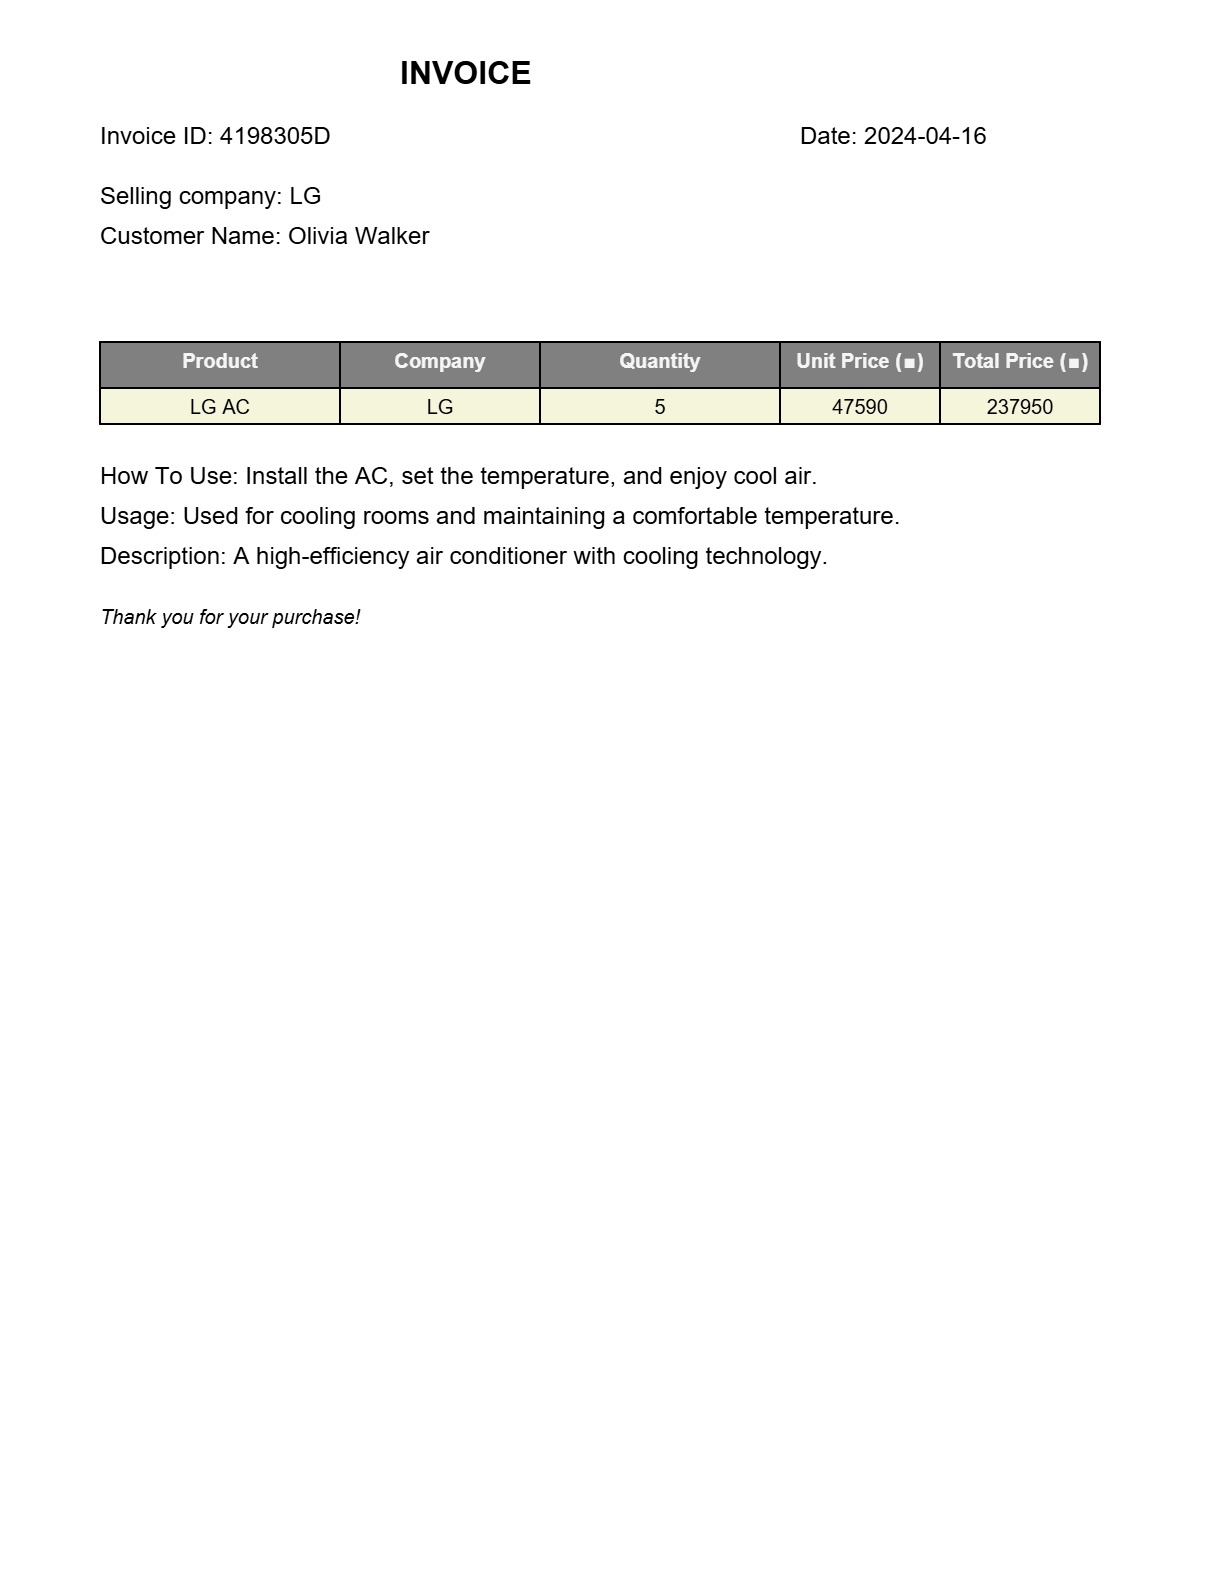 INVOICE
Invoice ID: 4198305D Date: 2024-04-16
Selling company: LG
Customer Name: Olivia Walker
Product Company Quantity Unit Price (■) Total Price (■)
LG AC LG 5 47590 237950
How To Use: Install the AC, set the temperature, and enjoy cool air.
Usage: Used for cooling rooms and maintaining a comfortable temperature.
Description: A high-efficiency air conditioner with cooling technology.
Thank you for your purchase!